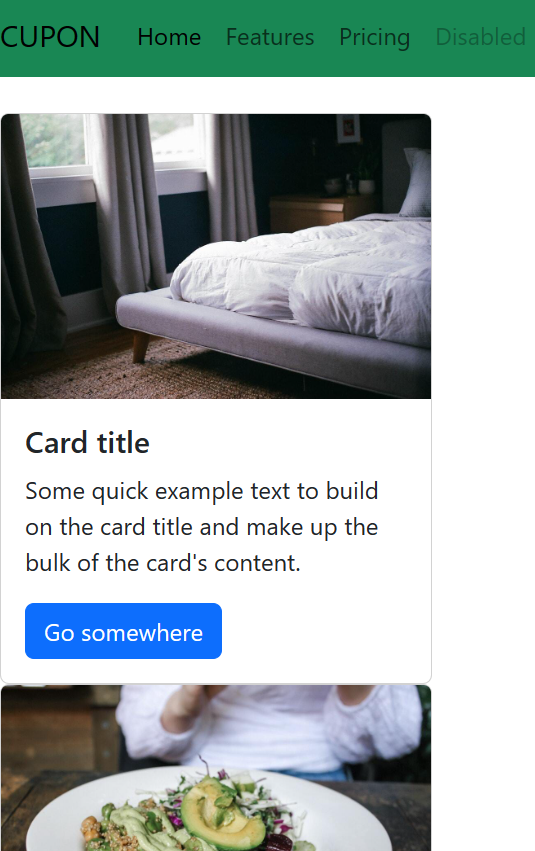 CUPON Home Features Pricing Disabled
Card title
Some quick example text to build
on the card title and make up the
bulk of the card's content.
Go somewhere